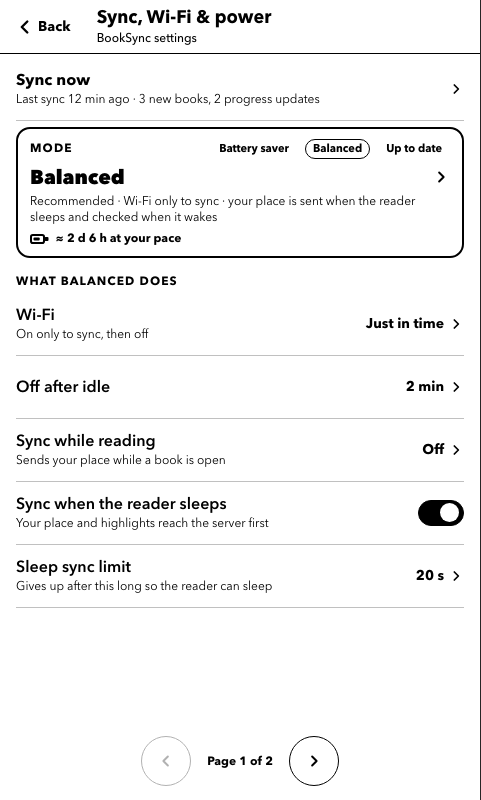 Back
Sync, Wi-Fi & power
BookSync settings
Sync now
Last sync 12 min ago · 3 new books, 2 progress updates
MODE
Battery saver
Balanced
Up to date
Balanced
Recommended · Wi-Fi only to sync · your place is sent when the reader
sleeps and checked when it wakes
≈ 2 d 6 h at your pace
WHAT BALANCED DOES
Wi-Fi
On only to sync, then off
Just in time
Off after idle
2 min
Sync while reading
Sends your place while a book is open
Off
Sync when the reader sleeps
Your place and highlights reach the server first
Sleep sync limit
Gives up after this long so the reader can sleep
20 s
Page 1 of 2